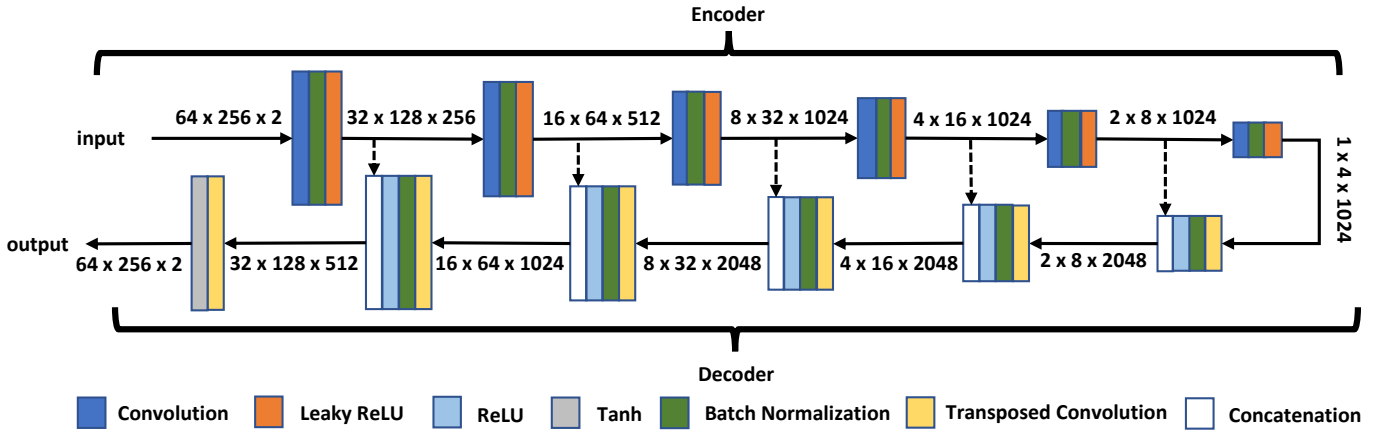 Encoder
64 x 256 x 2
32 x 128 x 256
16 x 64 x 512
8 x 32 x 1024
4 x 16 x 1024
2 x 8 x 1024
input
1 x 4 x 1024
output
64 x 256 x 2
32 x 128 x 512
16 x 64 x 1024
8 x 32 x 2048
4 x 16 x 2048
2 x 8 x 2048
Decoder
Convolution
Leaky ReLU
ReLU
Tanh
Batch Normalization
Transposed Convolution
Concatenation